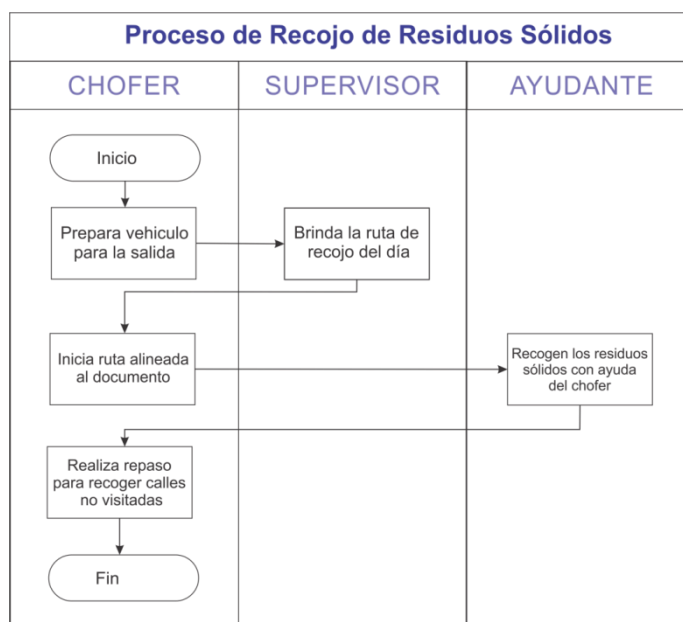 Proceso de Recojo de Residuos Sólidos
CHOFER
SUPERVISOR
AYUDANTE
Inicio
Prepara vehiculo
para la salida
Brinda la ruta de
recojo del día
Inicia ruta alineada
al documento
Recogen los residuos
sólidos con ayuda
del chofer
Realiza repaso
para recoger calles
no visitadas
Fin